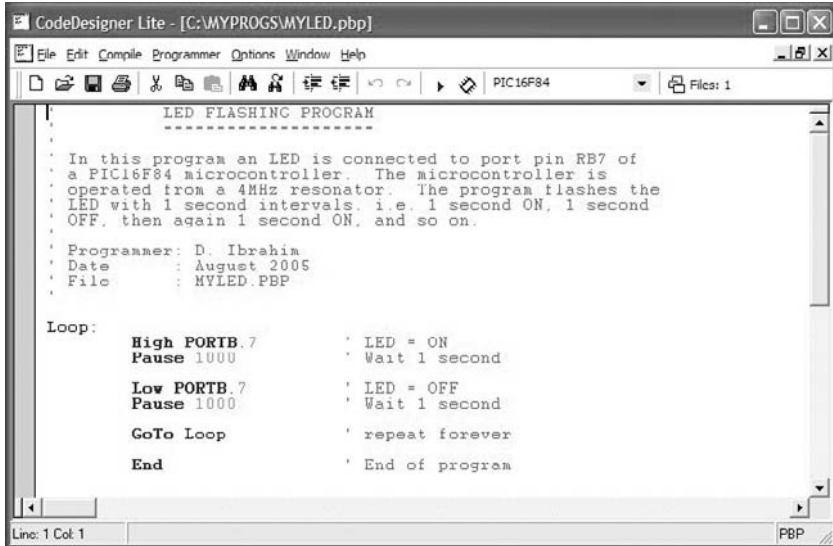 CodeDesigner Lite - [C:\MYPROGS\MYLED.pbp]
File Edit Compile Programmer Options Window Help
PIC16F84 Files: 1
' LED FLASHING PROGRAM
' --------------------
'
' In this program an LED is connected to port pin RB7 of
' a PIC16F84 microcontroller. The microcontroller is
' operated from a 4MHz resonator. The program flashes the
' LED with 1 second intervals. i.e. 1 second ON, 1 second
' OFF, then again 1 second ON, and so on.
'
' Programmer: D. Ibrahim
' Date : August 2005
' File : MYLED.PBP
'
Loop:
High PORTB.7 ' LED = ON
Pause 1000 ' Wait 1 second
Low PORTB.7 ' LED = OFF
Pause 1000 ' Wait 1 second
GoTo Loop ' repeat forever
End ' End of program
Line: 1 Col: 1 PBP